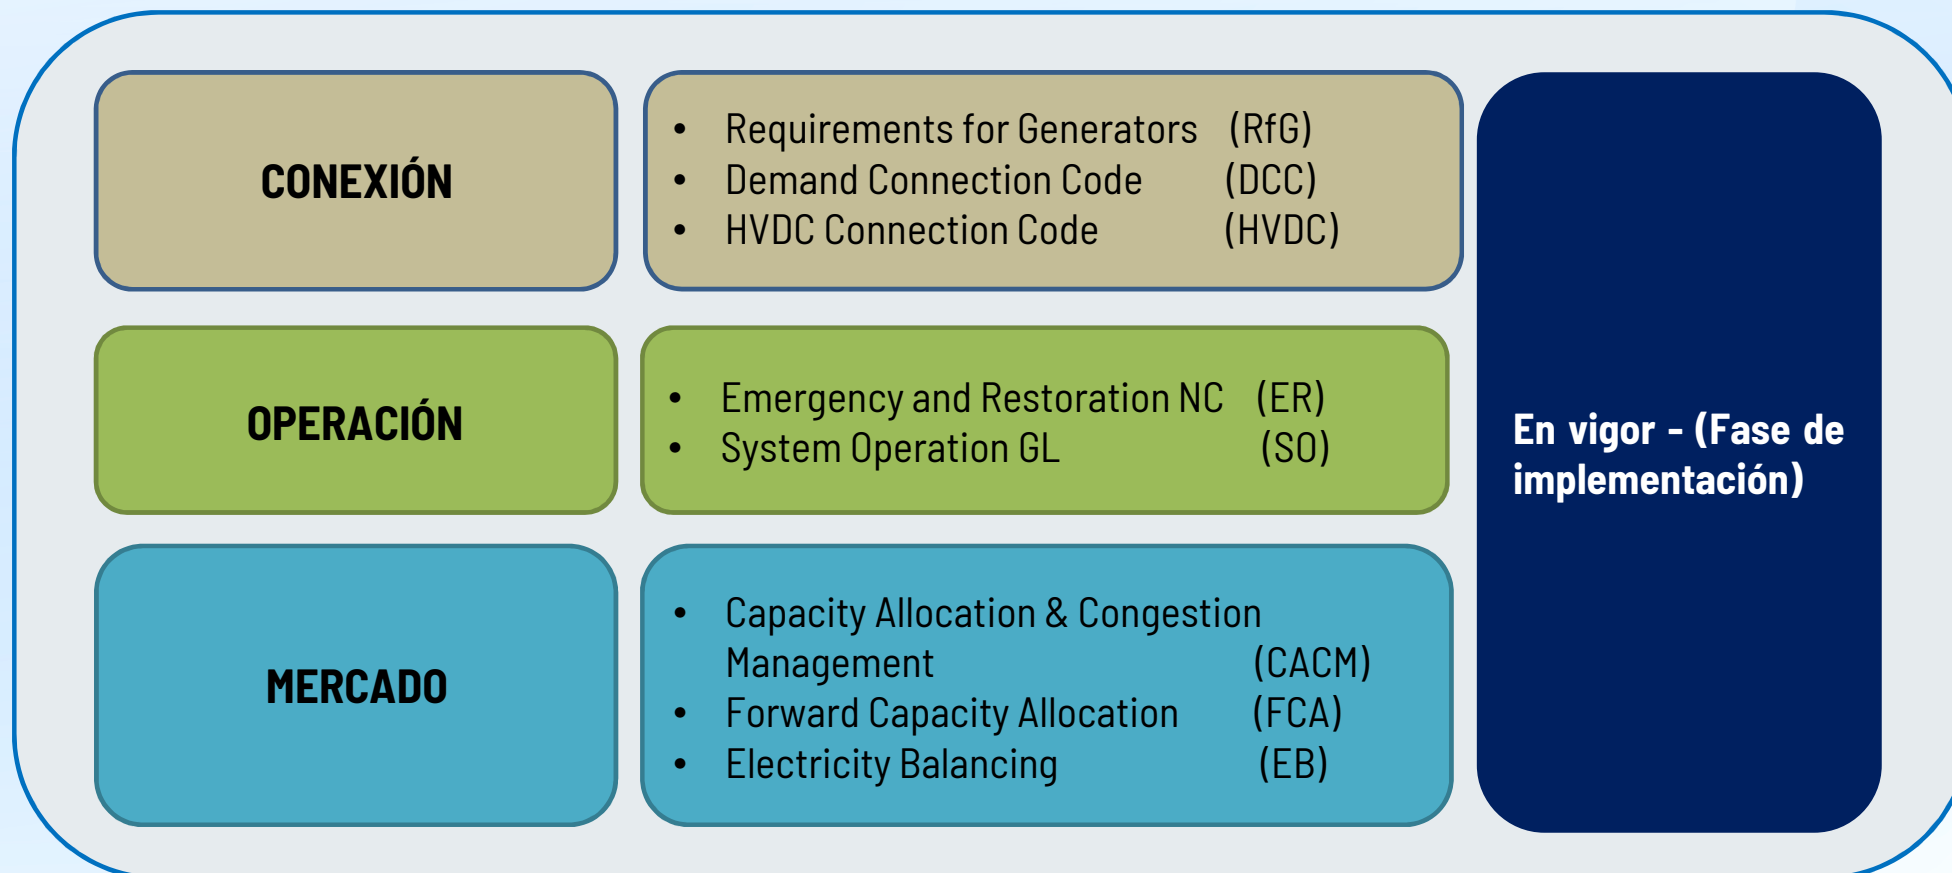 CONEXIÓN
• Requirements for Generators (RfG)
• Demand Connection Code (DCC)
• HVDC Connection Code (HVDC)
OPERACIÓN
• Emergency and Restoration NC (ER)
• System Operation GL (SO)
MERCADO
• Capacity Allocation & Congestion
Management (CACM)
• Forward Capacity Allocation (FCA)
• Electricity Balancing (EB)
En vigor - (Fase de
implementación)